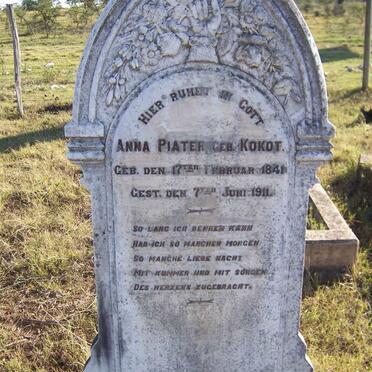 HIER RUHET IN GOTT
ANNA PIATER GEB. KOKOT.
GEB. DEN 17TEN FEBRUAR 1841
GEST. DEN 7TEN JUNI 1911.
SO LANG ICH DENKEN KANN
HAB ICH SO MANCHEN MORGEN
SO MANCHE LIEBE NACHT
MIT KUMMER UND MIT SORGEN
DES HERZENS ZUGEBRACHT.